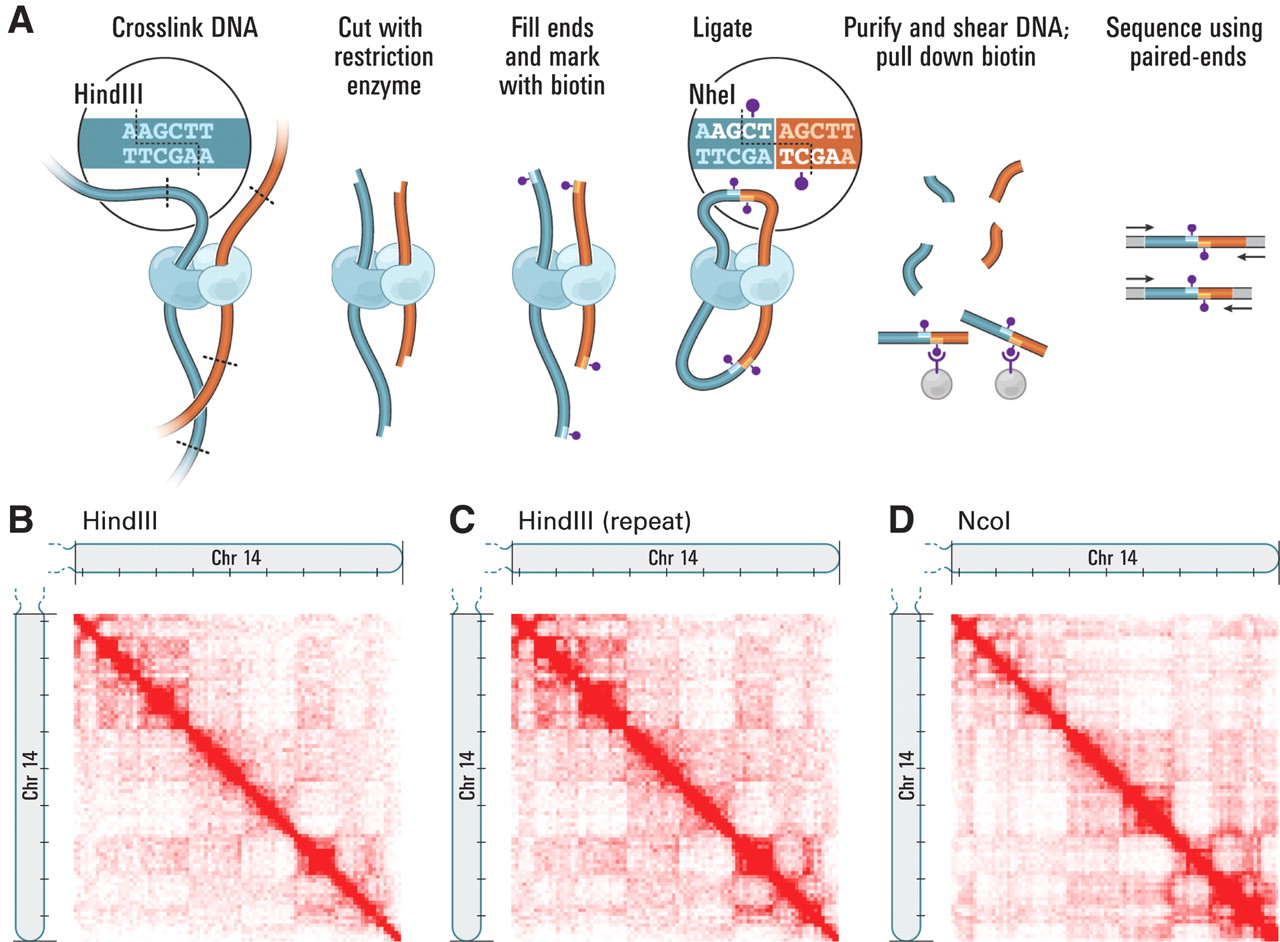 A
Crosslink DNA
Cut with
restriction
enzyme
Fill ends
and mark
with biotin
Ligate
Purify and shear DNA;
pull down biotin
Sequence using
paired-ends
HindIII
AAGCTT
TTCGAA
NheI
AAGCT AGCTT
TTCGA TCGAA
B HindIII
Chr 14
Chr 14
C HindIII (repeat)
Chr 14
Chr 14
D NcoI
Chr 14
Chr 14